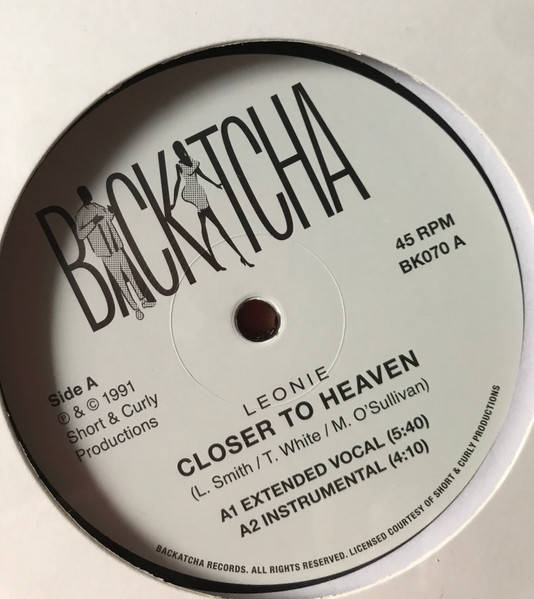 BACKATCHA
45 RPM
BK070 A
Side A
℗ & © 1991
Short & Curly
Productions
LEONIE
CLOSER TO HEAVEN
(L. Smith / T. White / M. O'Sullivan)
A1 EXTENDED VOCAL (5:40)
A2 INSTRUMENTAL (4:10)
BACKATCHA RECORDS. ALL RIGHTS RESERVED. LICENSED COURTESY OF SHORT & CURLY PRODUCTIONS